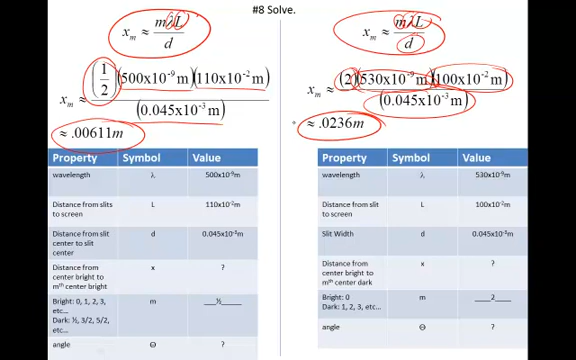 #8 Solve.
x_m ≈ mλL / d
x_m ≈ (1/2)(500x10⁻⁹ m)(110x10⁻² m) / (0.045x10⁻³ m)
≈ .00611m
Property Symbol Value
wavelength λ 500x10⁻⁹m
Distance from slits to screen L 110x10⁻²m
Distance from slit center to slit center d 0.045x10⁻³m
Distance from center bright to mᵗʰ center bright x ?
Bright: 0, 1, 2, 3, etc... Dark: ½, 3/2, 5/2, etc... m ___½_____
angle Θ ?
x_m ≈ mλL / d
x_m ≈ (2)(530x10⁻⁹ m)(100x10⁻² m) / (0.045x10⁻³ m)
≈ .0236m
Property Symbol Value
wavelength λ 530x10⁻⁹m
Distance from slit to screen L 100x10⁻²m
Slit Width d 0.045x10⁻³m
Distance from center bright to mᵗʰ center dark x ?
Bright: 0 Dark: 1, 2, 3, etc... m ___2____
angle Θ ?